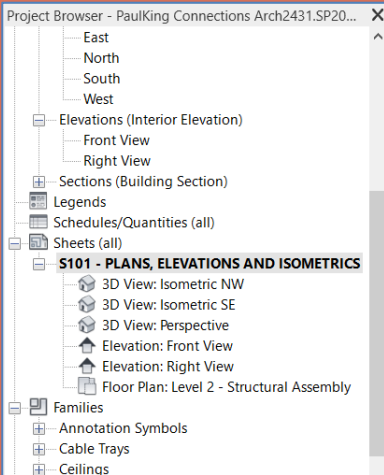 Project Browser - PaulKing Connections Arch2431.SP20...
East
North
South
West
Elevations (Interior Elevation)
Front View
Right View
Sections (Building Section)
Legends
Schedules/Quantities (all)
Sheets (all)
S101 - PLANS, ELEVATIONS AND ISOMETRICS
3D View: Isometric NW
3D View: Isometric SE
3D View: Perspective
Elevation: Front View
Elevation: Right View
Floor Plan: Level 2 - Structural Assembly
Families
Annotation Symbols
Cable Trays
Ceilings